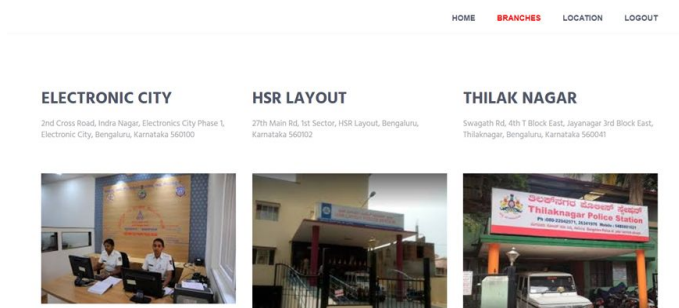 HOME BRANCHES LOCATION LOGOUT
ELECTRONIC CITY
2nd Cross Road, Indra Nagar, Electronics City Phase 1,
Electronic City, Bengaluru, Karnataka 560100
HSR LAYOUT
27th Main Rd, 1st Sector, HSR Layout, Bengaluru,
Karnataka 560102
THILAK NAGAR
Swagath Rd, 4th T Block East, Jayanagar 3rd Block East,
Thilaknagar, Bengaluru, Karnataka 560041
ತಿಲಕ್‌ನಗರ ಪೊಲೀಸ್ ಸ್ಟೇಷನ್
Thilaknagar Police Station